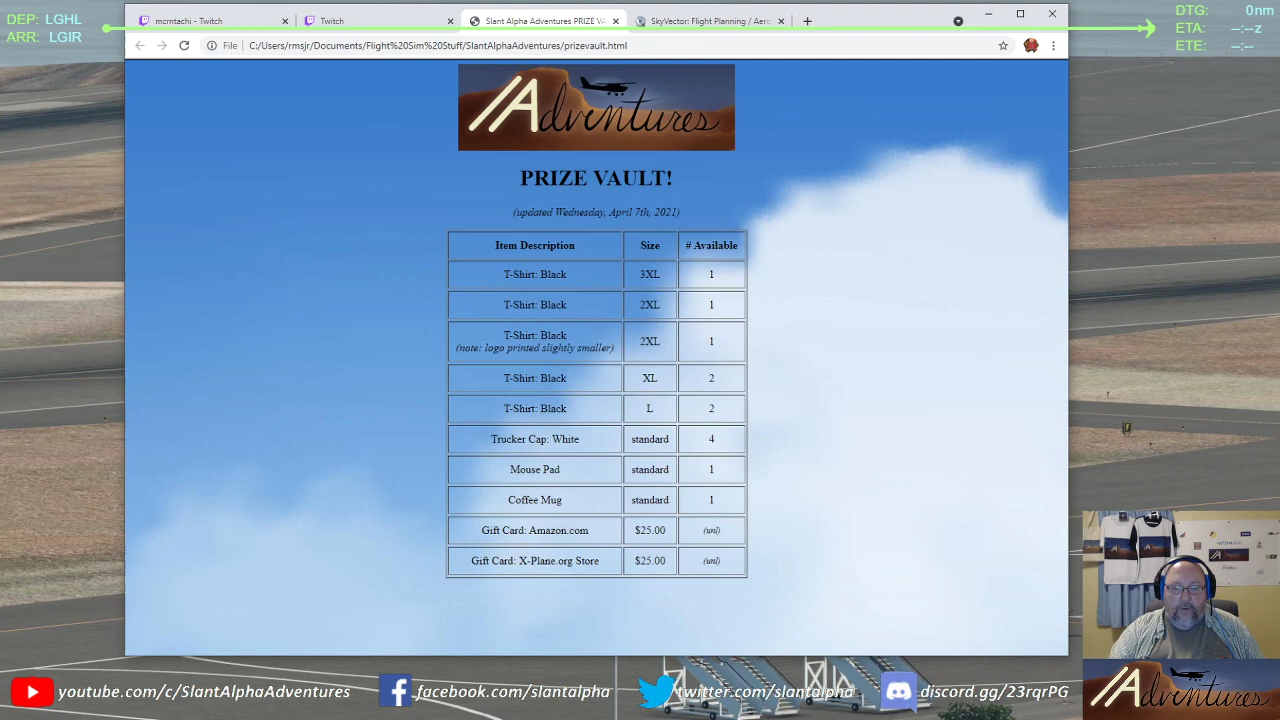 DEP: LGHL
ARR: LGIR
DTG: 0nm
ETA: --:--z
ETE: --:--
mcrntachi - Twitch
Twitch
Slant Alpha Adventures PRIZE VA
SkyVector: Flight Planning / Aero
File C:/Users/rmsjr/Documents/Flight%20Sim%20Stuff/SlantAlphaAdventures/prizevault.html
//Adventures
PRIZE VAULT!
(updated Wednesday, April 7th, 2021)
Item Description Size # Available
T-Shirt: Black 3XL 1
T-Shirt: Black 2XL 1
T-Shirt: Black
(note: logo printed slightly smaller) 2XL 1
T-Shirt: Black XL 2
T-Shirt: Black L 2
Trucker Cap: White standard 4
Mouse Pad standard 1
Coffee Mug standard 1
Gift Card: Amazon.com $25.00 (unl)
Gift Card: X-Plane.org Store $25.00 (unl)
youtube.com/c/SlantAlphaAdventures
facebook.com/slantalpha
twitter.com/slantalpha
discord.gg/23rqrPG
//Adventures